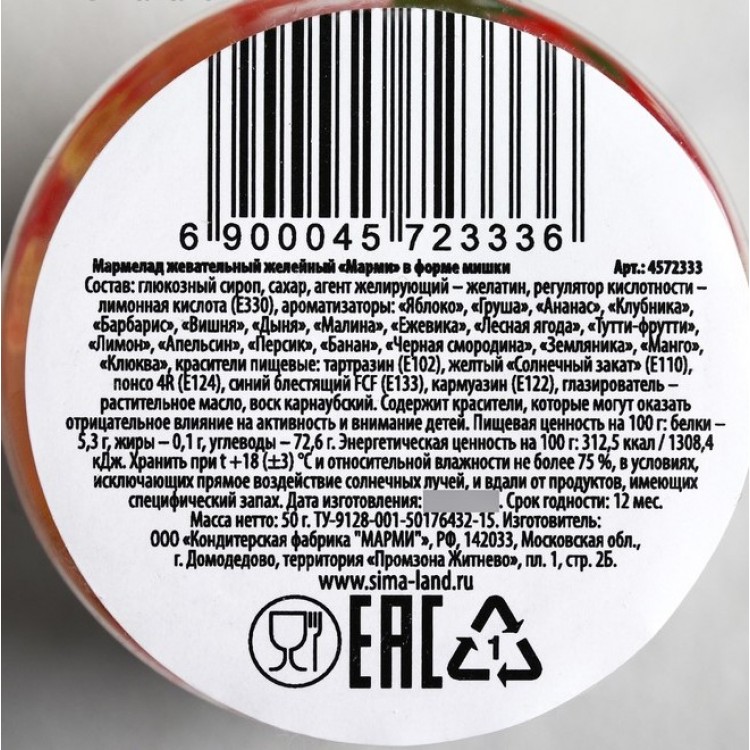 6 900045 723336
Мармелад жевательный желейный «Марми» в форме мишки Арт.: 4572333
Состав: глюкозный сироп, сахар, агент желирующий – желатин, регулятор кислотности –
лимонная кислота (Е330), ароматизаторы: «Яблоко», «Груша», «Ананас», «Клубника»,
«Барбарис», «Вишня», «Дыня», «Малина», «Ежевика», «Лесная ягода», «Тутти-фрутти»,
«Лимон», «Апельсин», «Персик», «Банан», «Черная смородина», «Земляника», «Манго»,
«Клюква», красители пищевые: тартразин (Е102), желтый «Солнечный закат» (Е110),
понсо 4R (Е124), синий блестящий FCF (Е133), кармуазин (Е122), глазирователь –
растительное масло, воск карнаубский. Содержит красители, которые могут оказать
отрицательное влияние на активность и внимание детей. Пищевая ценность на 100 г: белки –
5,3 г, жиры – 0,1 г, углеводы – 72,6 г. Энергетическая ценность на 100 г: 312,5 ккал / 1308,4
кДж. Хранить при t +18 (±3) °С и относительной влажности не более 75 %, в условиях,
исключающих прямое воздействие солнечных лучей, и вдали от продуктов, имеющих
специфический запах. Дата изготовления: . Срок годности: 12 мес.
Масса нетто: 50 г. ТУ-9128-001-50176432-15. Изготовитель:
ООО «Кондитерская фабрика "МАРМИ"», РФ, 142033, Московская обл.,
г. Домодедово, территория «Промзона Житнево», пл. 1, стр. 2Б.
www.sima-land.ru
EAC 1